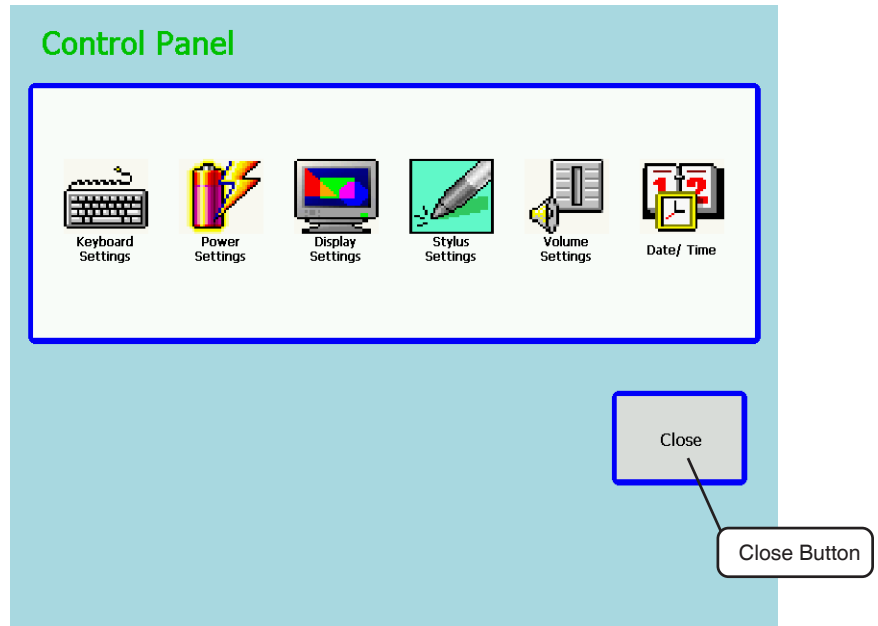 Control Panel
Keyboard
Settings
Power
Settings
Display
Settings
Stylus
Settings
Volume
Settings
Date/ Time
Close
Close Button